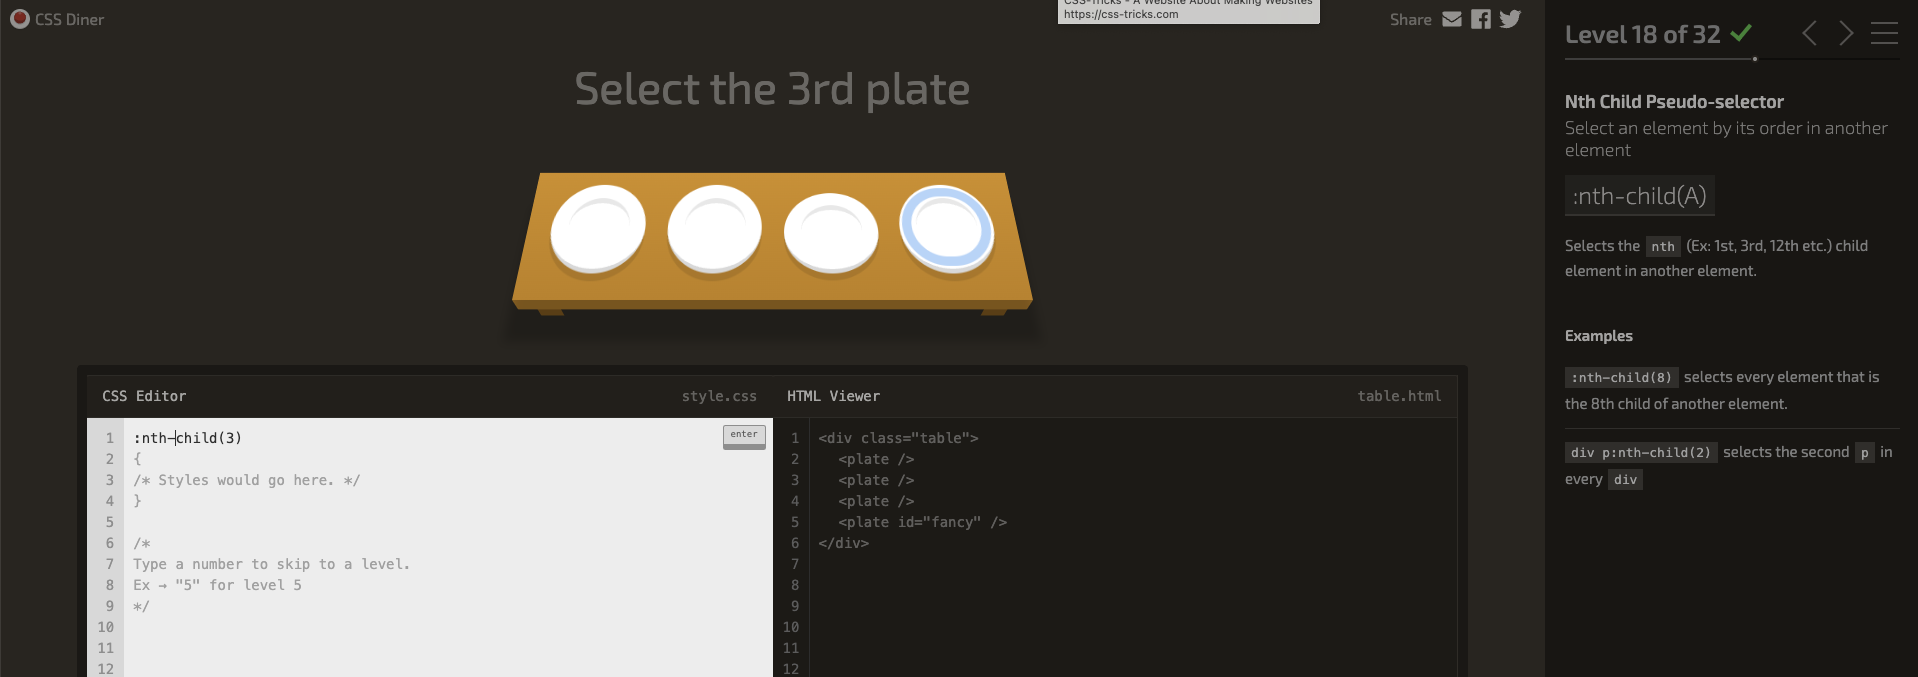 CSS Diner
CSS-Tricks - A Website About Making Websites
https://css-tricks.com
Share
Select the 3rd plate
CSS Editor
style.css
1 :nth-child(3)
enter
2 {
3 /* Styles would go here. */
4 }
5
6 /*
7 Type a number to skip to a level.
8 Ex → "5" for level 5
9 */
10
11
12
HTML Viewer
table.html
1 <div class="table">
2 <plate />
3 <plate />
4 <plate />
5 <plate id="fancy" />
6 </div>
7
8
9
10
11
12
Level 18 of 32
Nth Child Pseudo-selector
Select an element by its order in another
element
:nth-child(A)
Selects the nth (Ex: 1st, 3rd, 12th etc.) child
element in another element.
Examples
:nth-child(8) selects every element that is
the 8th child of another element.
div p:nth-child(2) selects the second p in
every div